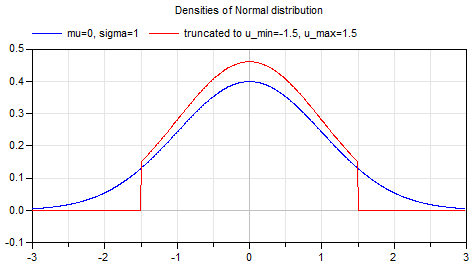 Densities of Normal distribution
mu=0, sigma=1 truncated to u_min=-1.5, u_max=1.5
0.5
0.4
0.3
0.2
0.1
0.0
-0.1
-3 -2 -1 0 1 2 3